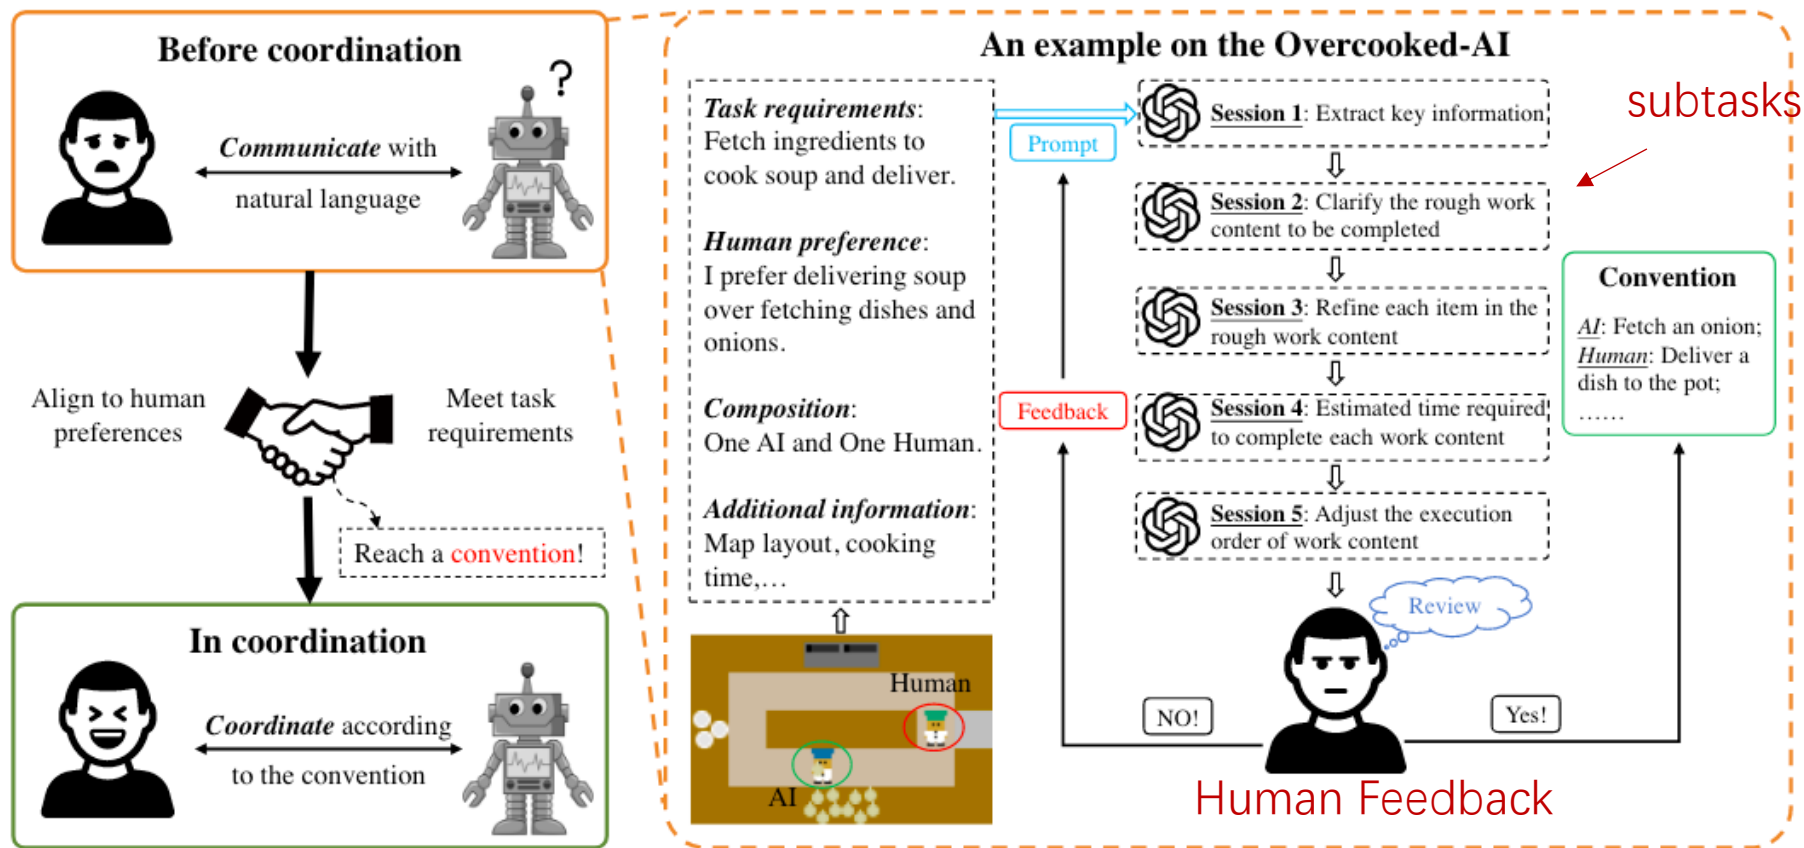 Before coordination
?
Communicate with
natural language
Align to human
preferences
Meet task
requirements
Reach a convention!
In coordination
Coordinate according
to the convention
An example on the Overcooked-AI
Task requirements:
Fetch ingredients to
cook soup and deliver.
Human preference:
I prefer delivering soup
over fetching dishes and
onions.
Composition:
One AI and One Human.
Additional information:
Map layout, cooking
time,…
Human
AI
Prompt
Feedback
Session 1: Extract key information
Session 2: Clarify the rough work
content to be completed
Session 3: Refine each item in the
rough work content
Session 4: Estimated time required
to complete each work content
Session 5: Adjust the execution
order of work content
subtasks
Convention
AI: Fetch an onion;
Human: Deliver a
dish to the pot;
……
Review
NO!
Yes!
Human Feedback